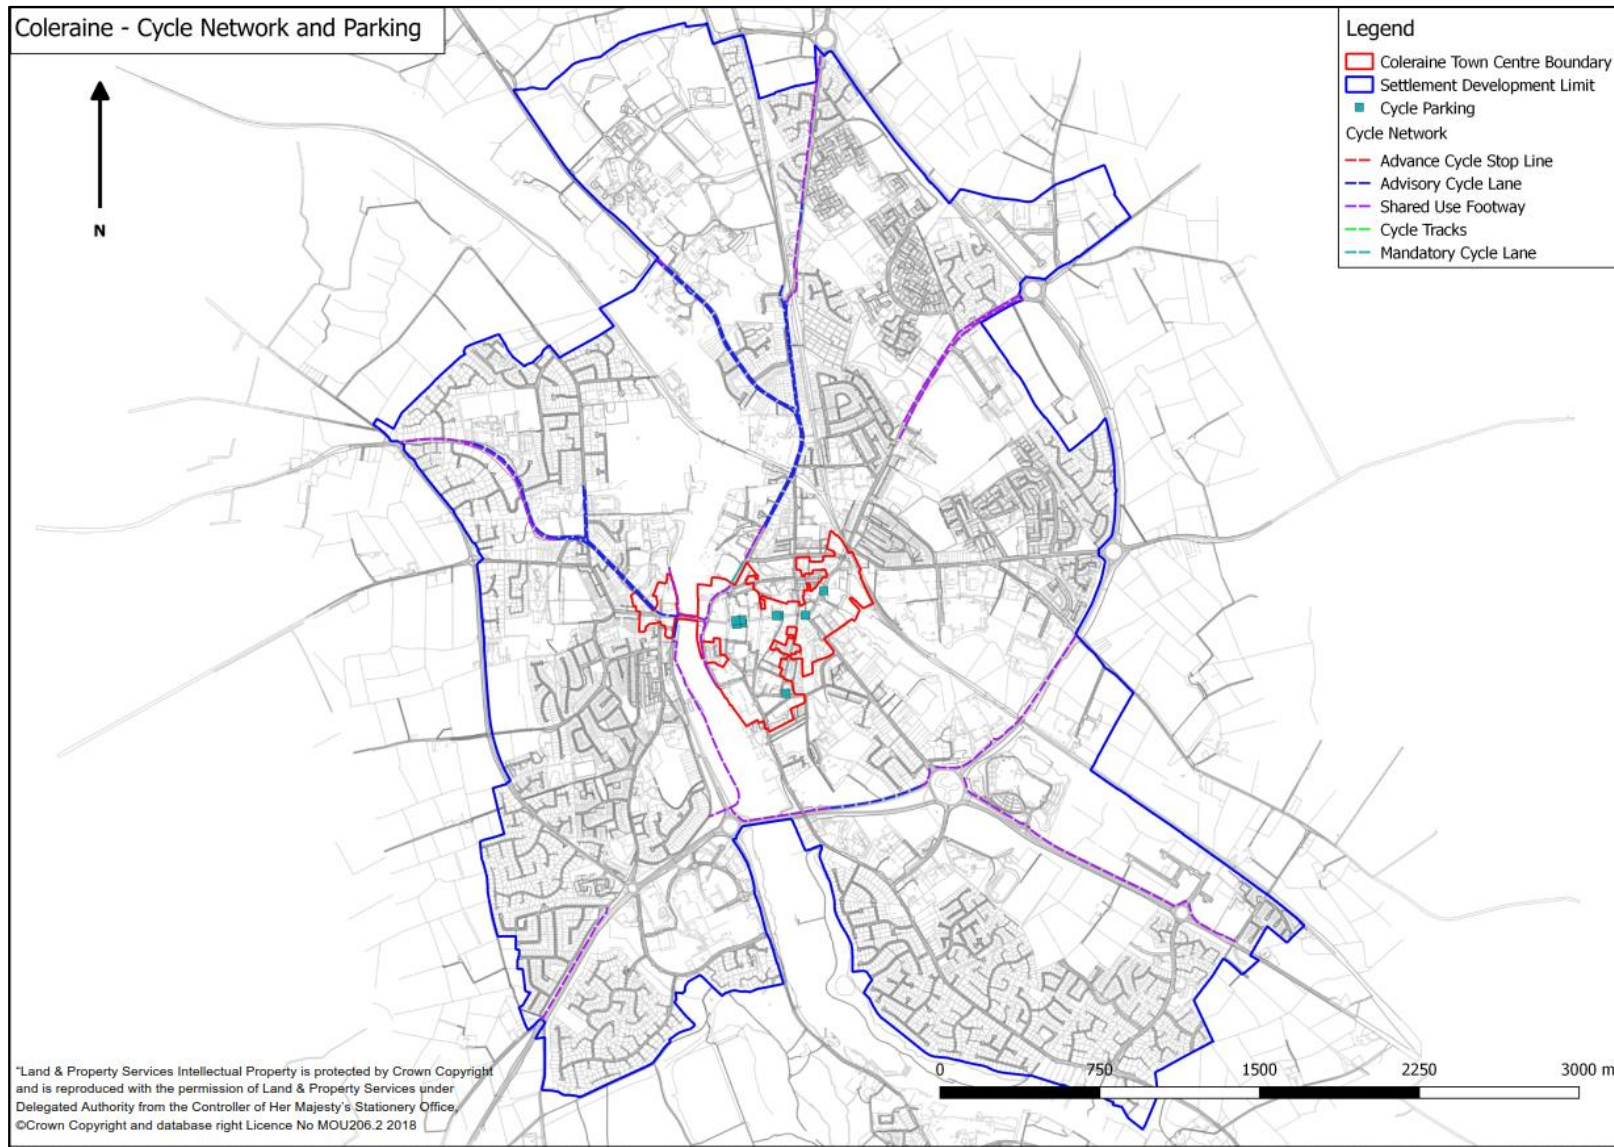 Coleraine - Cycle Network and Parking
N
Legend
Coleraine Town Centre Boundary
Settlement Development Limit
Cycle Parking
Cycle Network
Advance Cycle Stop Line
Advisory Cycle Lane
Shared Use Footway
Cycle Tracks
Mandatory Cycle Lane
"Land & Property Services Intellectual Property is protected by Crown Copyright
and is reproduced with the permission of Land & Property Services under
Delegated Authority from the Controller of Her Majesty's Stationery Office,
©Crown Copyright and database right Licence No MOU206.2 2018
0 750 1500 2250 3000 m